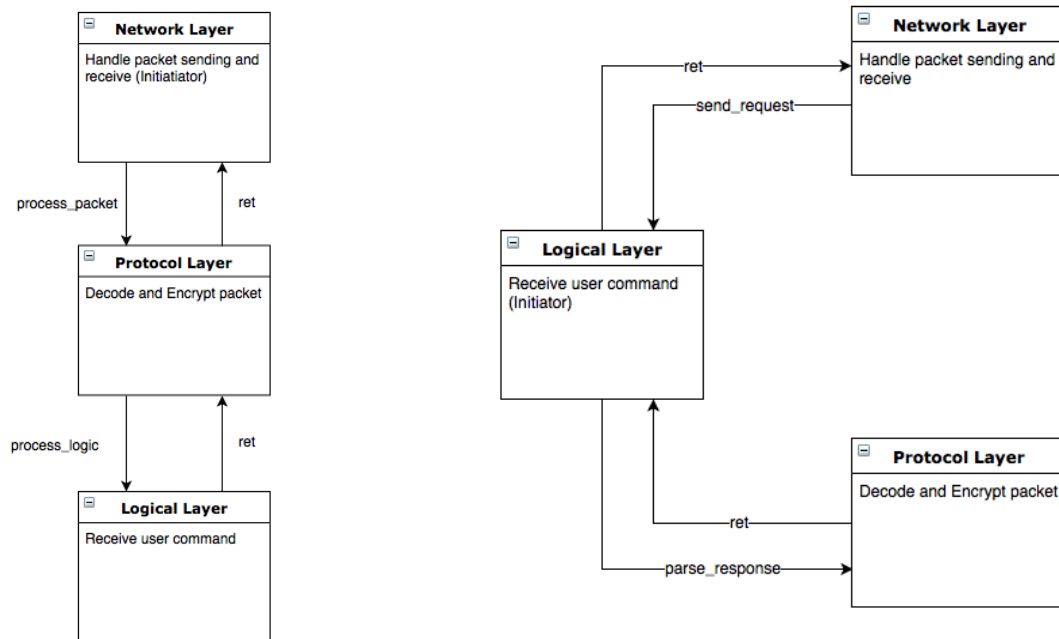 Network Layer
Handle packet sending and
receive (Initiatiator)
process_packet
ret
Protocol Layer
Decode and Encrypt packet
process_logic
ret
Logical Layer
Receive user command
Network Layer
Handle packet sending and
receive
ret
send_request
Logical Layer
Receive user command
(Initiator)
Protocol Layer
Decode and Encrypt packet
ret
parse_response